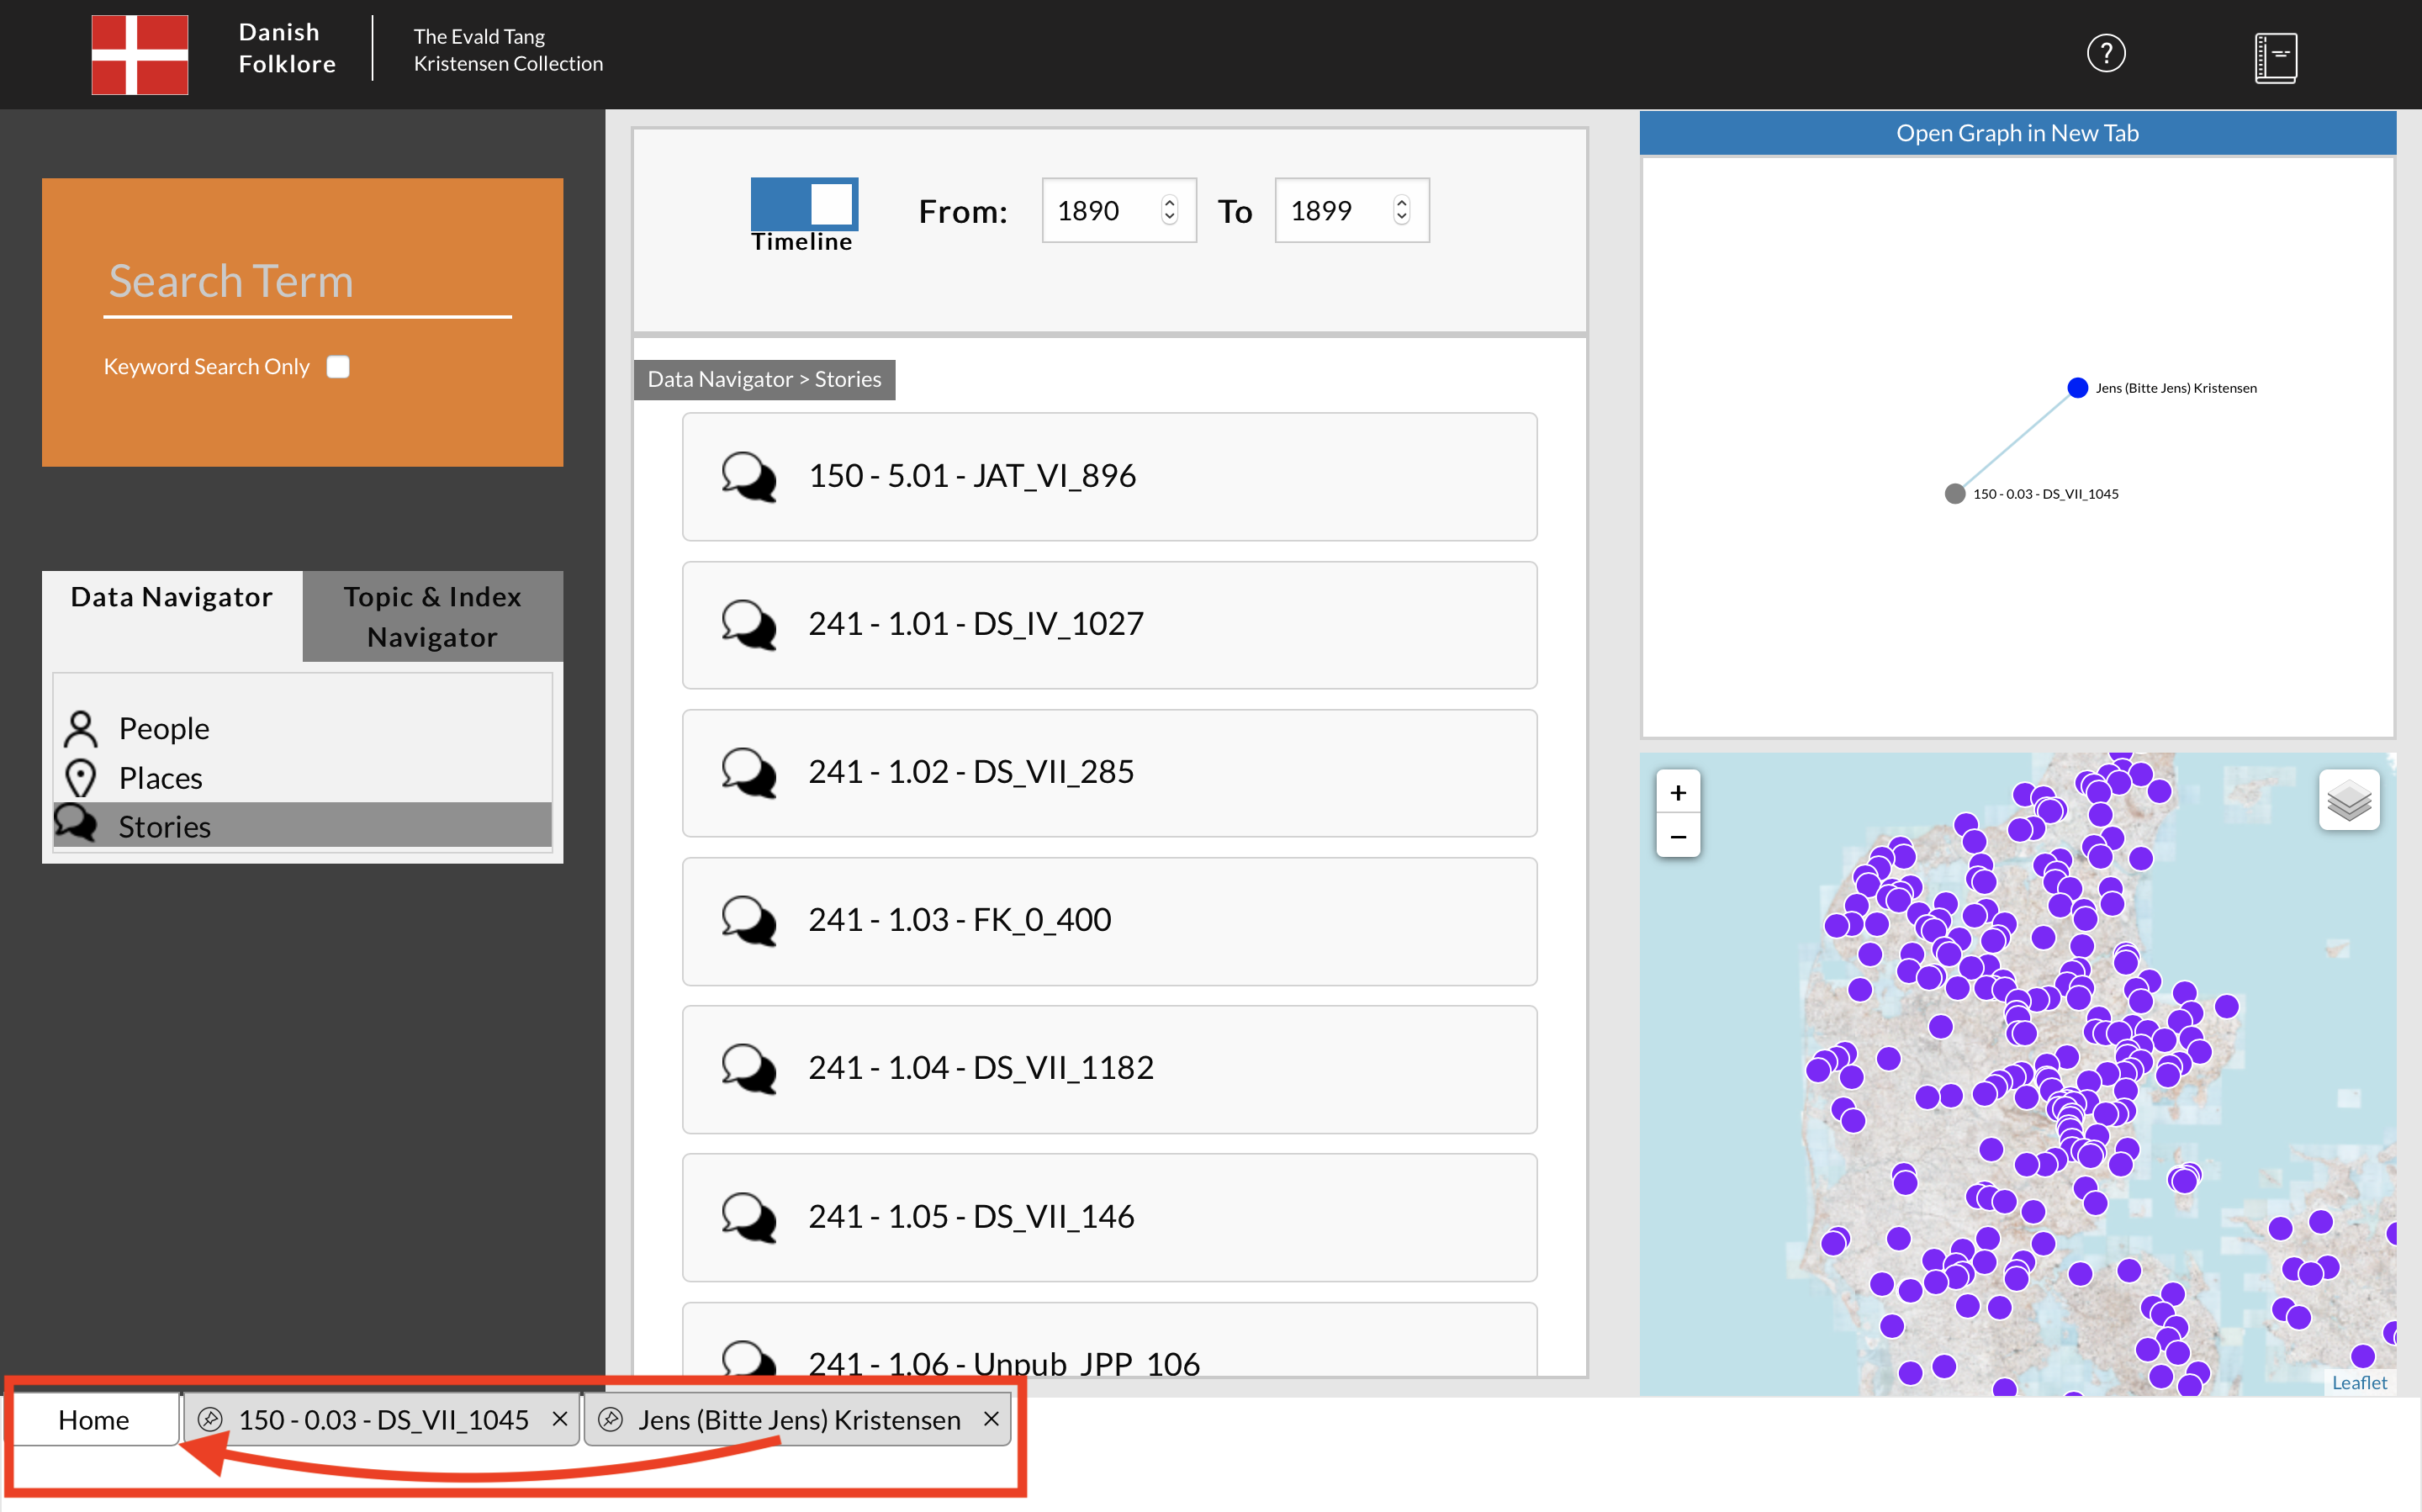 Danish
Folklore
The Evald Tang
Kristensen Collection
?
Search Term
Keyword Search Only
Data Navigator
Topic & Index
Navigator
People
Places
Stories
Timeline
From:
1890
To
1899
Data Navigator > Stories
150 - 5.01 - JAT_VI_896
241 - 1.01 - DS_IV_1027
241 - 1.02 - DS_VII_285
241 - 1.03 - FK_0_400
241 - 1.04 - DS_VII_1182
241 - 1.05 - DS_VII_146
241 - 1.06 - Unpub_JPP_106
Open Graph in New Tab
Jens (Bitte Jens) Kristensen
150 - 0.03 - DS_VII_1045
+
−
Leaflet
Home
150 - 0.03 - DS_VII_1045 ×
Jens (Bitte Jens) Kristensen ×